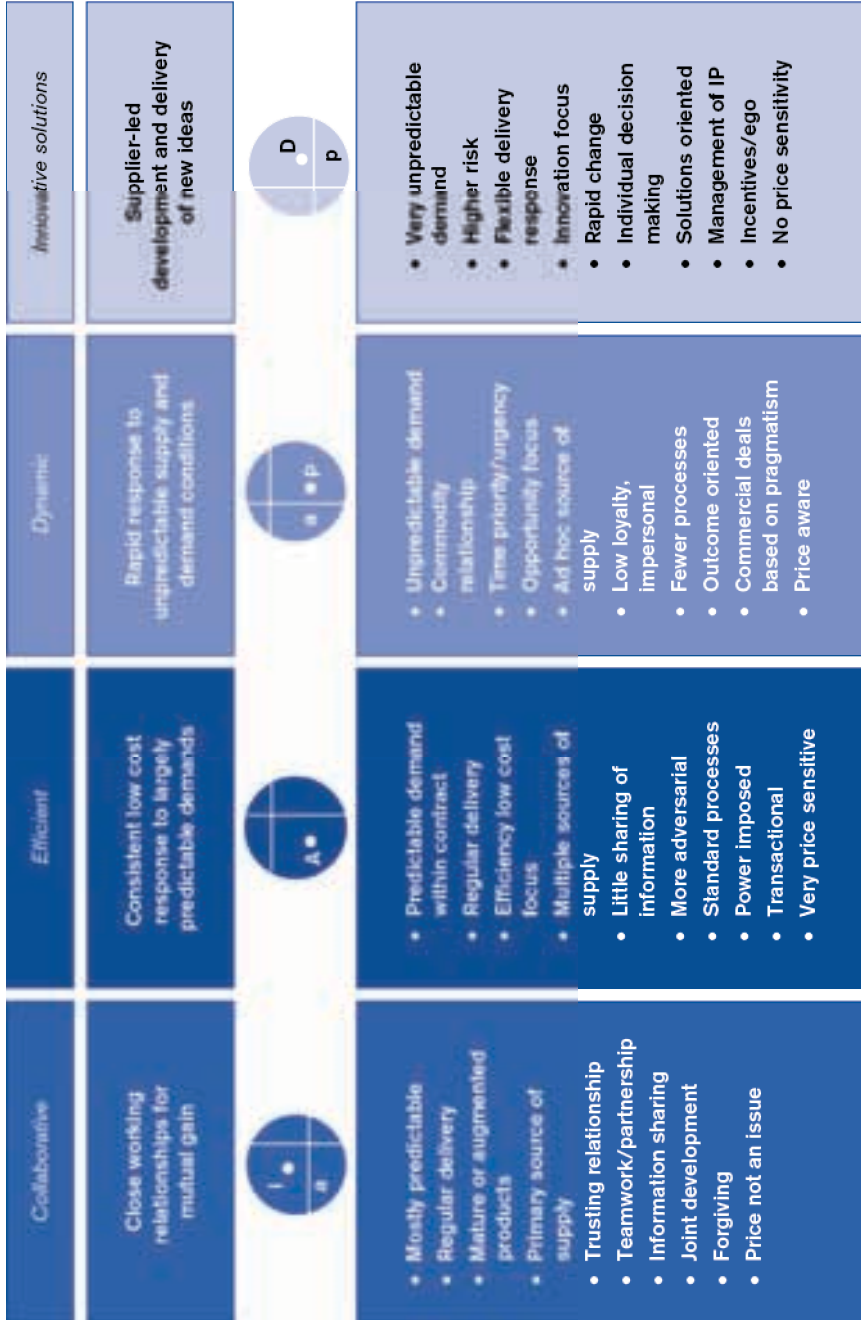 Collaborative
Close working
relationships for
mutual gain
I
a
• Mostly predictable
• Regular delivery
• Mature or augmented
products
• Primary source of
supply
• Trusting relationship
• Teamwork/partnership
• Information sharing
• Joint development
• Forgiving
• Price not an issue
Efficient
Consistent low cost
response to largely
predictable demands
A
• Predictable demand
within contract
• Regular delivery
• Efficiency low cost
focus
• Multiple sources of
supply
• Little sharing of
information
• More adversarial
• Standard processes
• Power imposed
• Transactional
• Very price sensitive
Dynamic
Rapid response to
unpredictable supply and
demand conditions
a
p
• Unpredictable demand
• Commodity
relationship
• Time priority/urgency
• Opportunity focus
• Ad hoc source of
supply
• Low loyalty,
impersonal
• Fewer processes
• Outcome oriented
• Commercial deals
based on pragmatism
• Price aware
Innovative solutions
Supplier-led
development and delivery
of new ideas
D
p
• Very unpredictable
demand
• Higher risk
• Flexible delivery
response
• Innovation focus
• Rapid change
• Individual decision
making
• Solutions oriented
• Management of IP
• Incentives/ego
• No price sensitivity